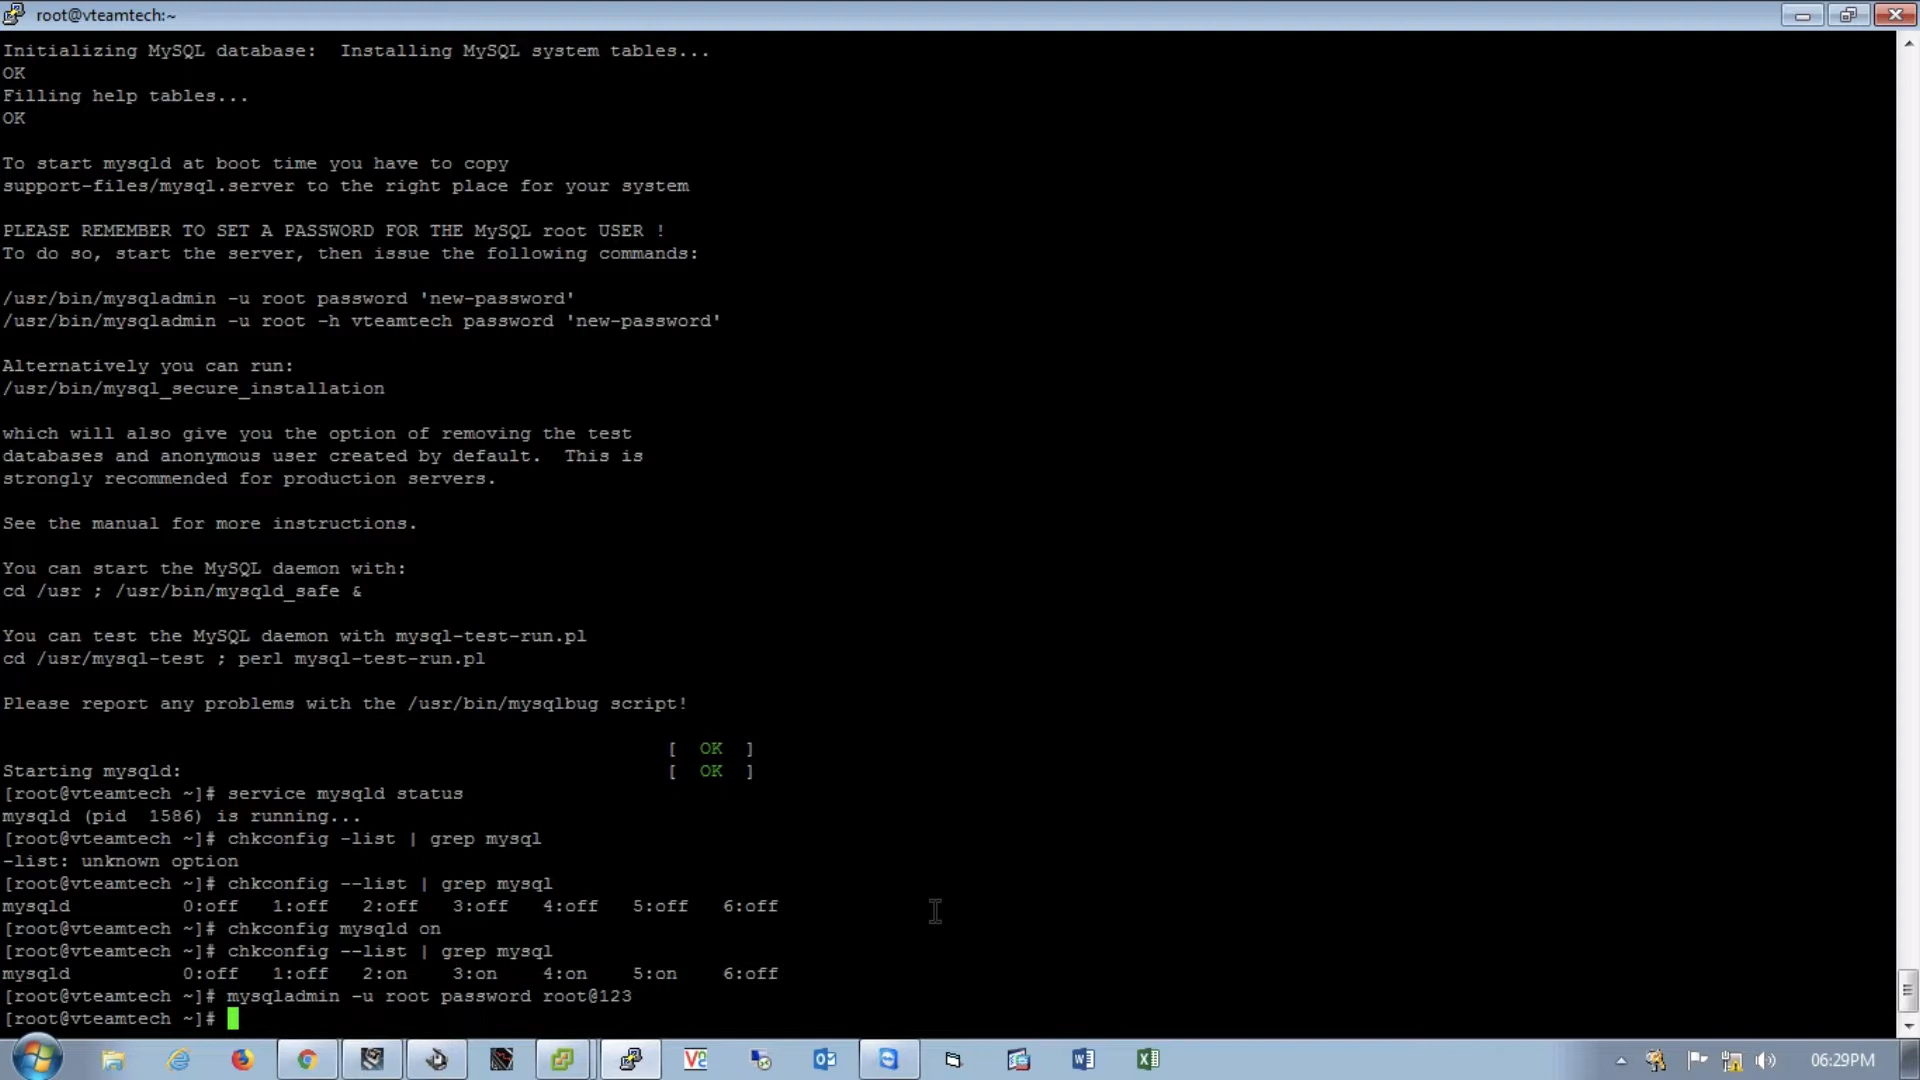 root@vteamtech:~
Initializing MySQL database:  Installing MySQL system tables...
OK
Filling help tables...
OK
To start mysqld at boot time you have to copy
support-files/mysql.server to the right place for your system
PLEASE REMEMBER TO SET A PASSWORD FOR THE MySQL root USER !
To do so, start the server, then issue the following commands:
/usr/bin/mysqladmin -u root password 'new-password'
/usr/bin/mysqladmin -u root -h vteamtech password 'new-password'
Alternatively you can run:
/usr/bin/mysql_secure_installation
which will also give you the option of removing the test
databases and anonymous user created by default.  This is
strongly recommended for production servers.
See the manual for more instructions.
You can start the MySQL daemon with:
cd /usr ; /usr/bin/mysqld_safe &
You can test the MySQL daemon with mysql-test-run.pl
cd /usr/mysql-test ; perl mysql-test-run.pl
Please report any problems with the /usr/bin/mysqlbug script!
[  OK  ]
Starting mysqld:                                           [  OK  ]
[root@vteamtech ~]# service mysqld status
mysqld (pid  1586) is running...
[root@vteamtech ~]# chkconfig -list | grep mysql
-list: unknown option
[root@vteamtech ~]# chkconfig --list | grep mysql
mysqld          0:off   1:off   2:off   3:off   4:off   5:off   6:off
[root@vteamtech ~]# chkconfig mysqld on
[root@vteamtech ~]# chkconfig --list | grep mysql
mysqld          0:off   1:off   2:on    3:on    4:on    5:on    6:off
[root@vteamtech ~]# mysqladmin -u root password root@123
[root@vteamtech ~]#
06:29PM